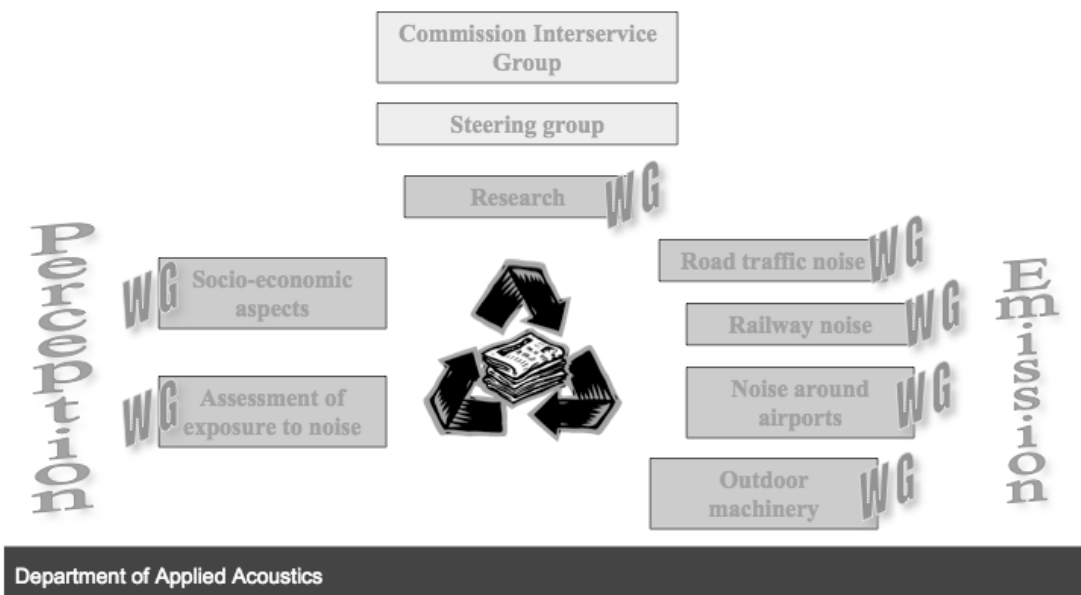 Commission Interservice
Group
Steering group
Research
WG
Perception
WG
Socio-economic
aspects
WG
Assessment of
exposure to noise
Road traffic noise
WG
Railway noise
WG
Noise around
airports
WG
Outdoor
machinery
WG
Emission
Department of Applied Acoustics